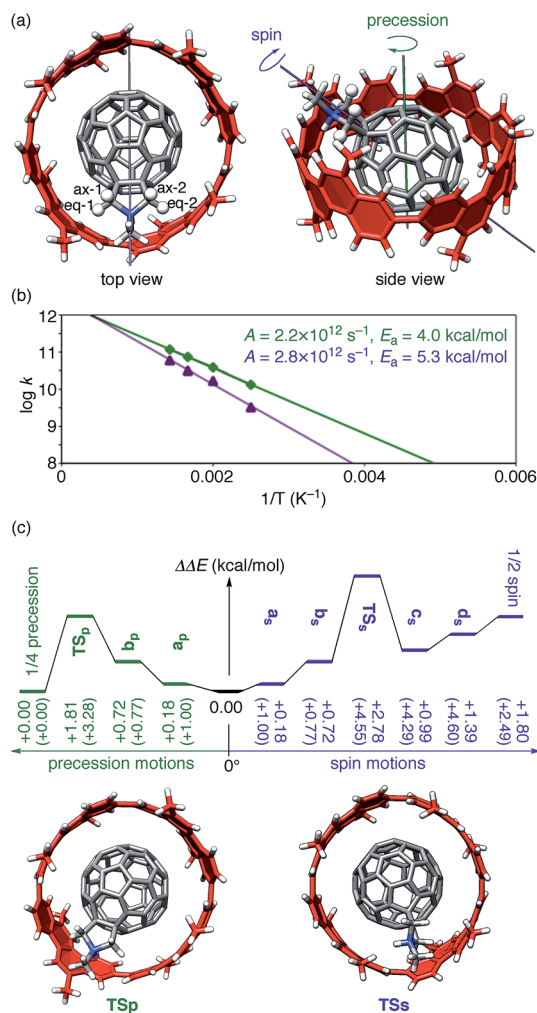 (a)
spin
precession
ax-1
ax-2
eq-1
eq-2
top view
side view
(b)
12
11
10
9
8
log k
A = 2.2×10¹² s⁻¹, Eₐ = 4.0 kcal/mol
A = 2.8×10¹² s⁻¹, Eₐ = 5.3 kcal/mol
0
0.002
0.004
0.006
1/T (K⁻¹)
(c)
ΔΔE (kcal/mol)
1/4 precession
TSₚ
bₚ
aₚ
aₛ
bₛ
TSₛ
cₛ
dₛ
1/2 spin
+0.00
(+0.00)
+1.81
(-3.28)
+0.72
(+0.77)
+0.18
(+1.00)
0.00
+0.18
(+1.00)
+0.72
(+0.77)
+2.78
(+4.55)
+0.99
(+4.29)
+1.39
(+4.60)
+1.80
(+2.49)
precession motions
0°
spin motions
TSp
TSs